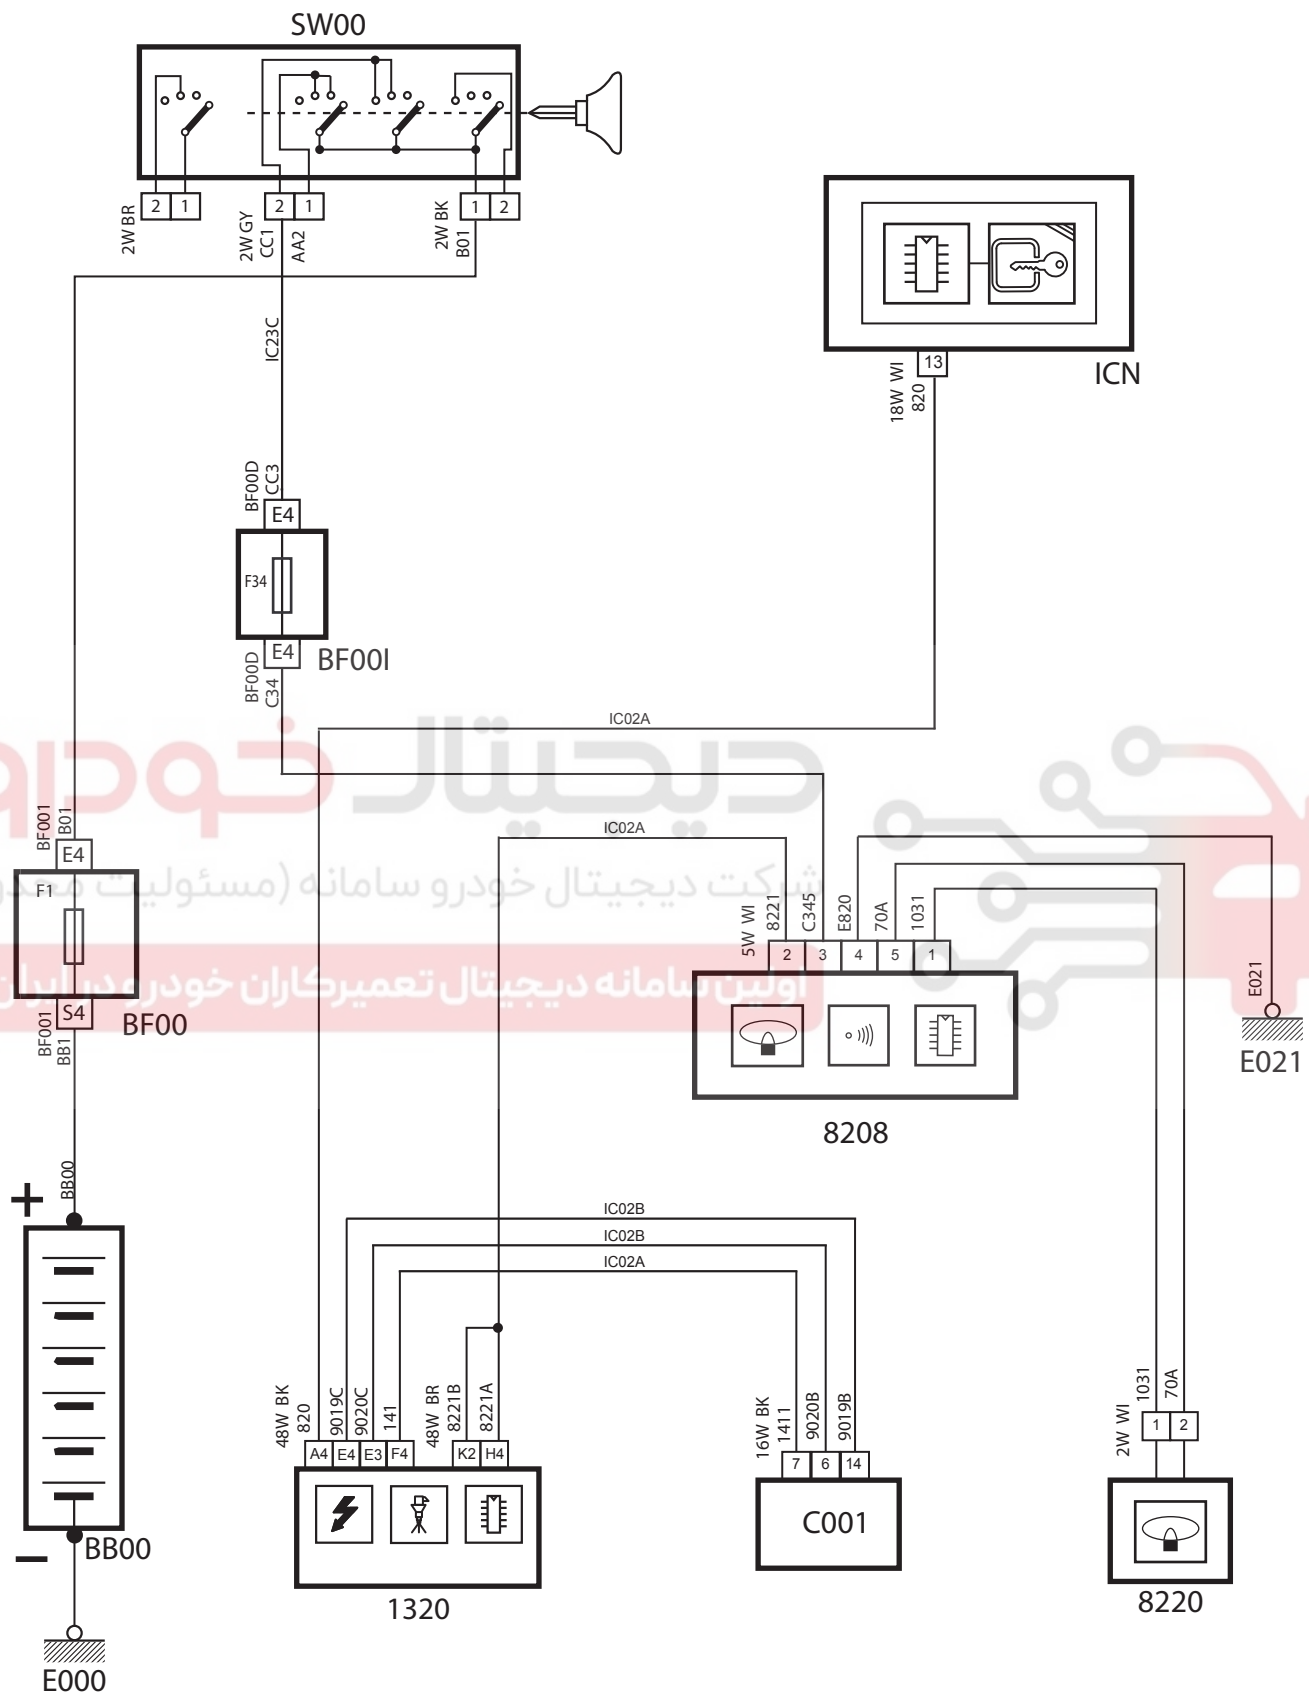 SW00
2 1 2 1 1 2
2W BR
2W GY
CC1
AA2
2W BK
B01
IC23C
13
ICN
18W WI
820
BF00D
CC3
E4
F34
E4
BF00I
BF00D
C34
IC02A
دیجیتال خودرو
BF001
B01
E4
IC02A
F1
شرکت دیجیتال خودرو سامانه (مسئولیت محدو
5W WI
8221
C345
E820
70A
1031
2 3 4 5 1
اولین سامانه دیجیتال تعمیرکاران خودرو در ایران
S4
BF00
BF001
BB1
E021
E021
8208
+
BB00
IC02B
IC02B
IC02A
48W BK
820
9019C
9020C
141
48W BR
8221B
8221A
A4 E4 E3 F4 K2 H4
16W BK
1411
9020B
9019B
7 6 14
2W WI
1031
70A
1 2
C001
BB00
–
1320
8220
E000